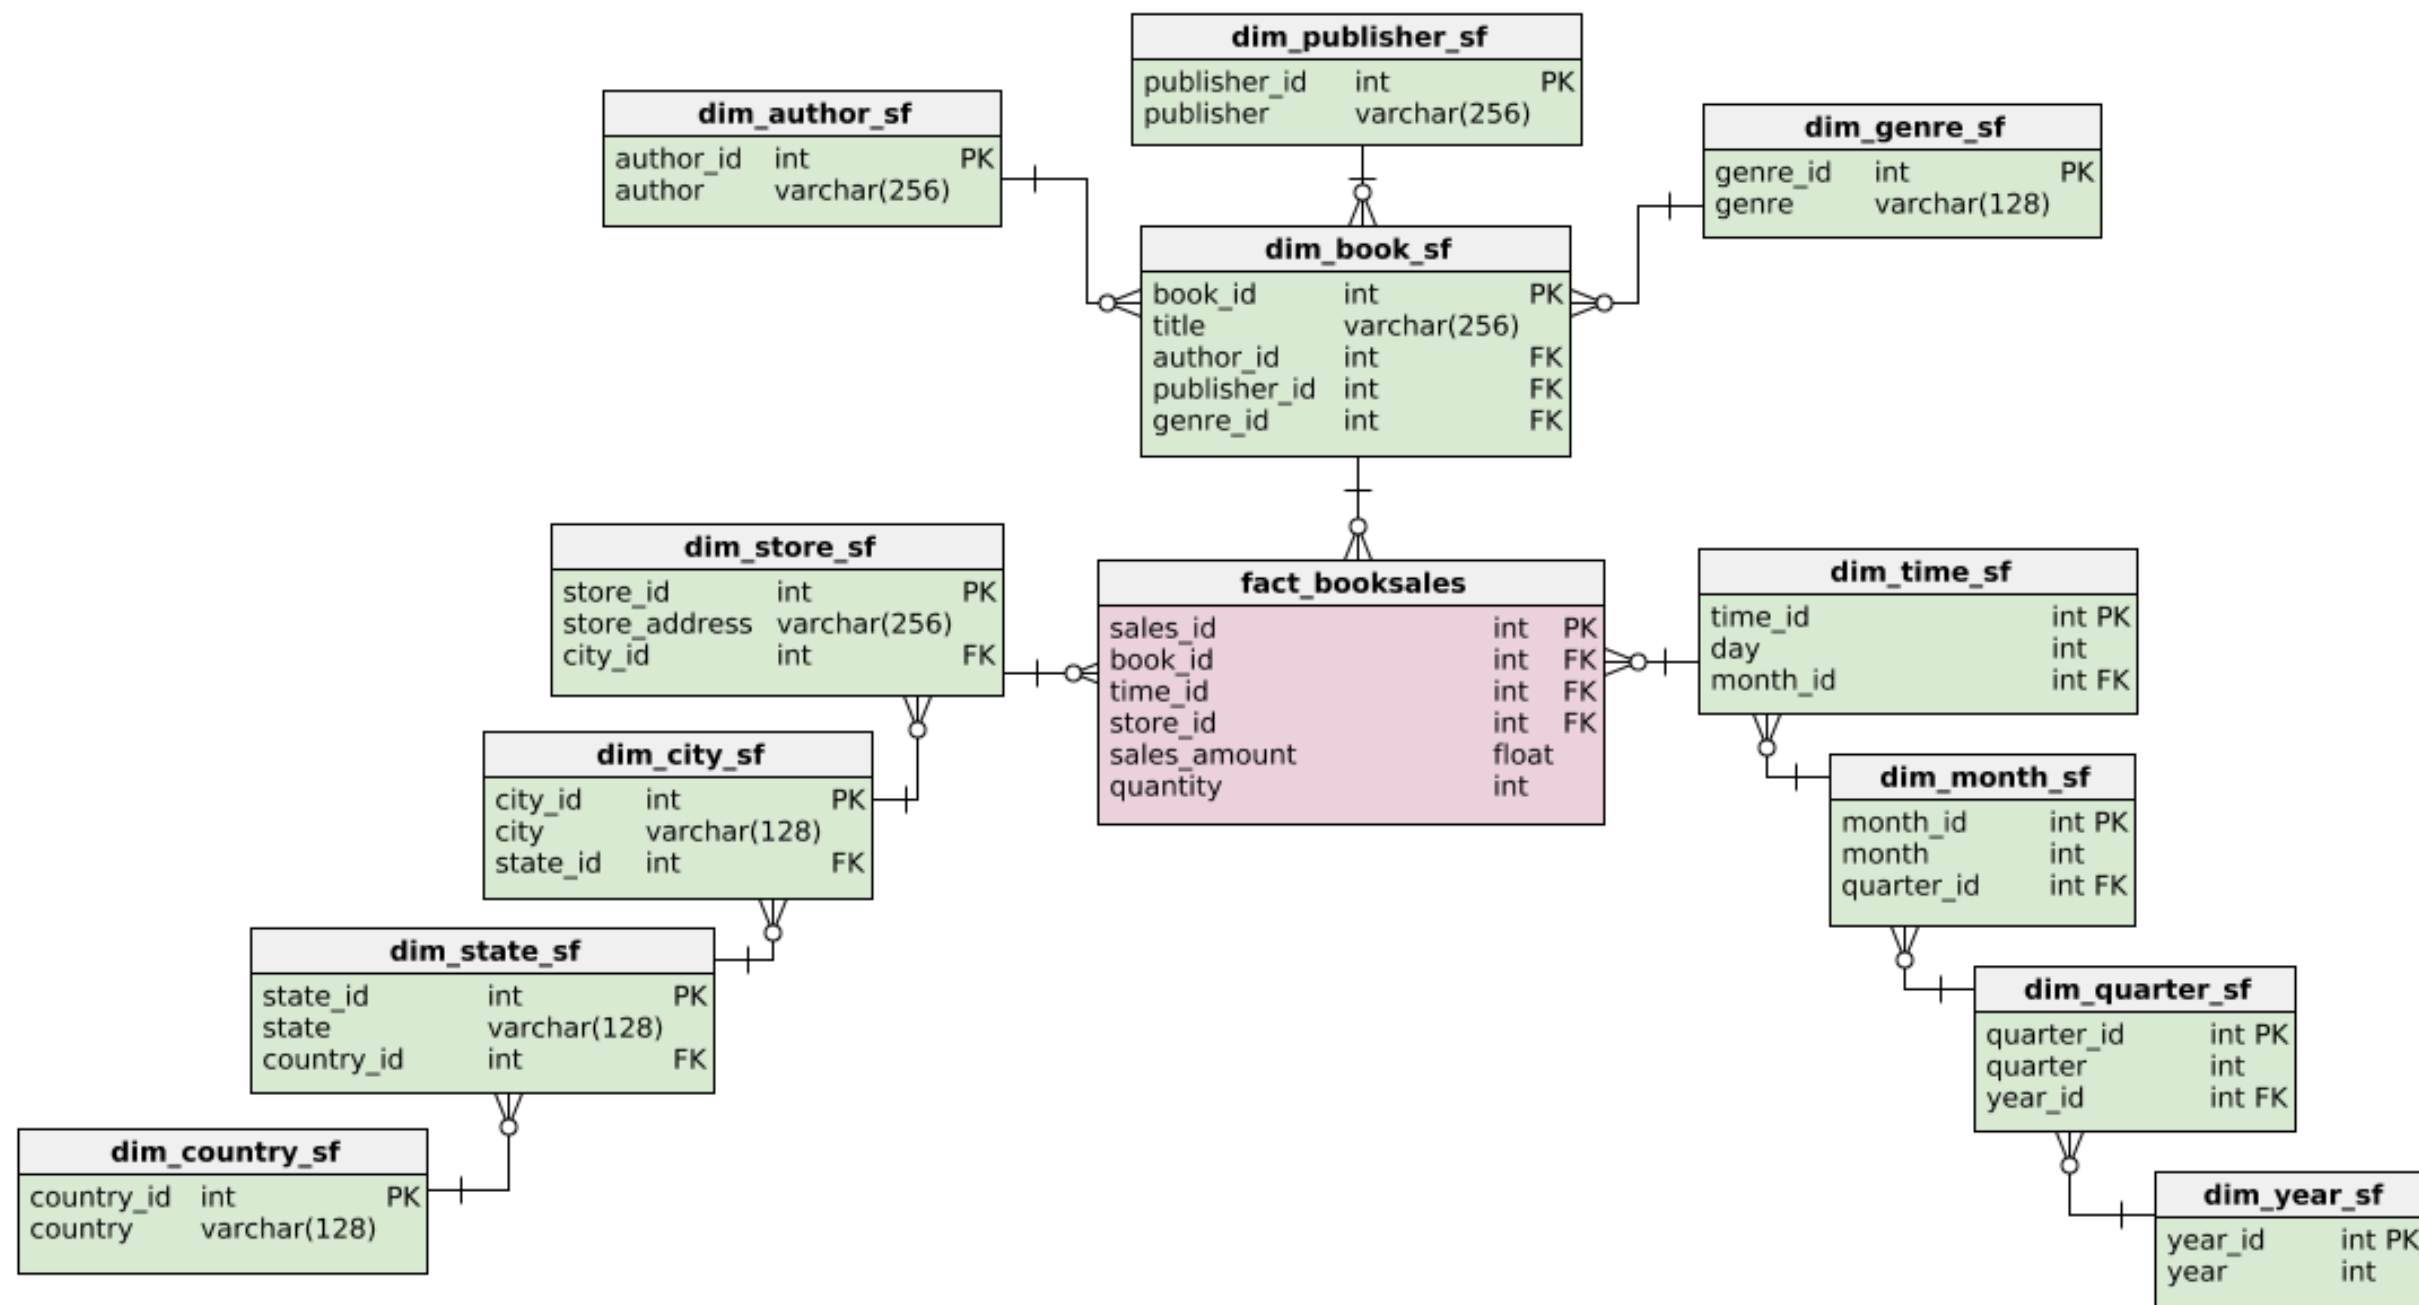 dim_publisher_sf
publisher_id int PK
publisher varchar(256)
dim_author_sf
author_id int PK
author varchar(256)
dim_genre_sf
genre_id int PK
genre varchar(128)
dim_book_sf
book_id int PK
title varchar(256)
author_id int FK
publisher_id int FK
genre_id int FK
dim_store_sf
store_id int PK
store_address varchar(256)
city_id int FK
fact_booksales
sales_id int PK
book_id int FK
time_id int FK
store_id int FK
sales_amount float
quantity int
dim_time_sf
time_id int PK
day int
month_id int FK
dim_city_sf
city_id int PK
city varchar(128)
state_id int FK
dim_month_sf
month_id int PK
month int
quarter_id int FK
dim_state_sf
state_id int PK
state varchar(128)
country_id int FK
dim_quarter_sf
quarter_id int PK
quarter int
year_id int FK
dim_country_sf
country_id int PK
country varchar(128)
dim_year_sf
year_id int PK
year int